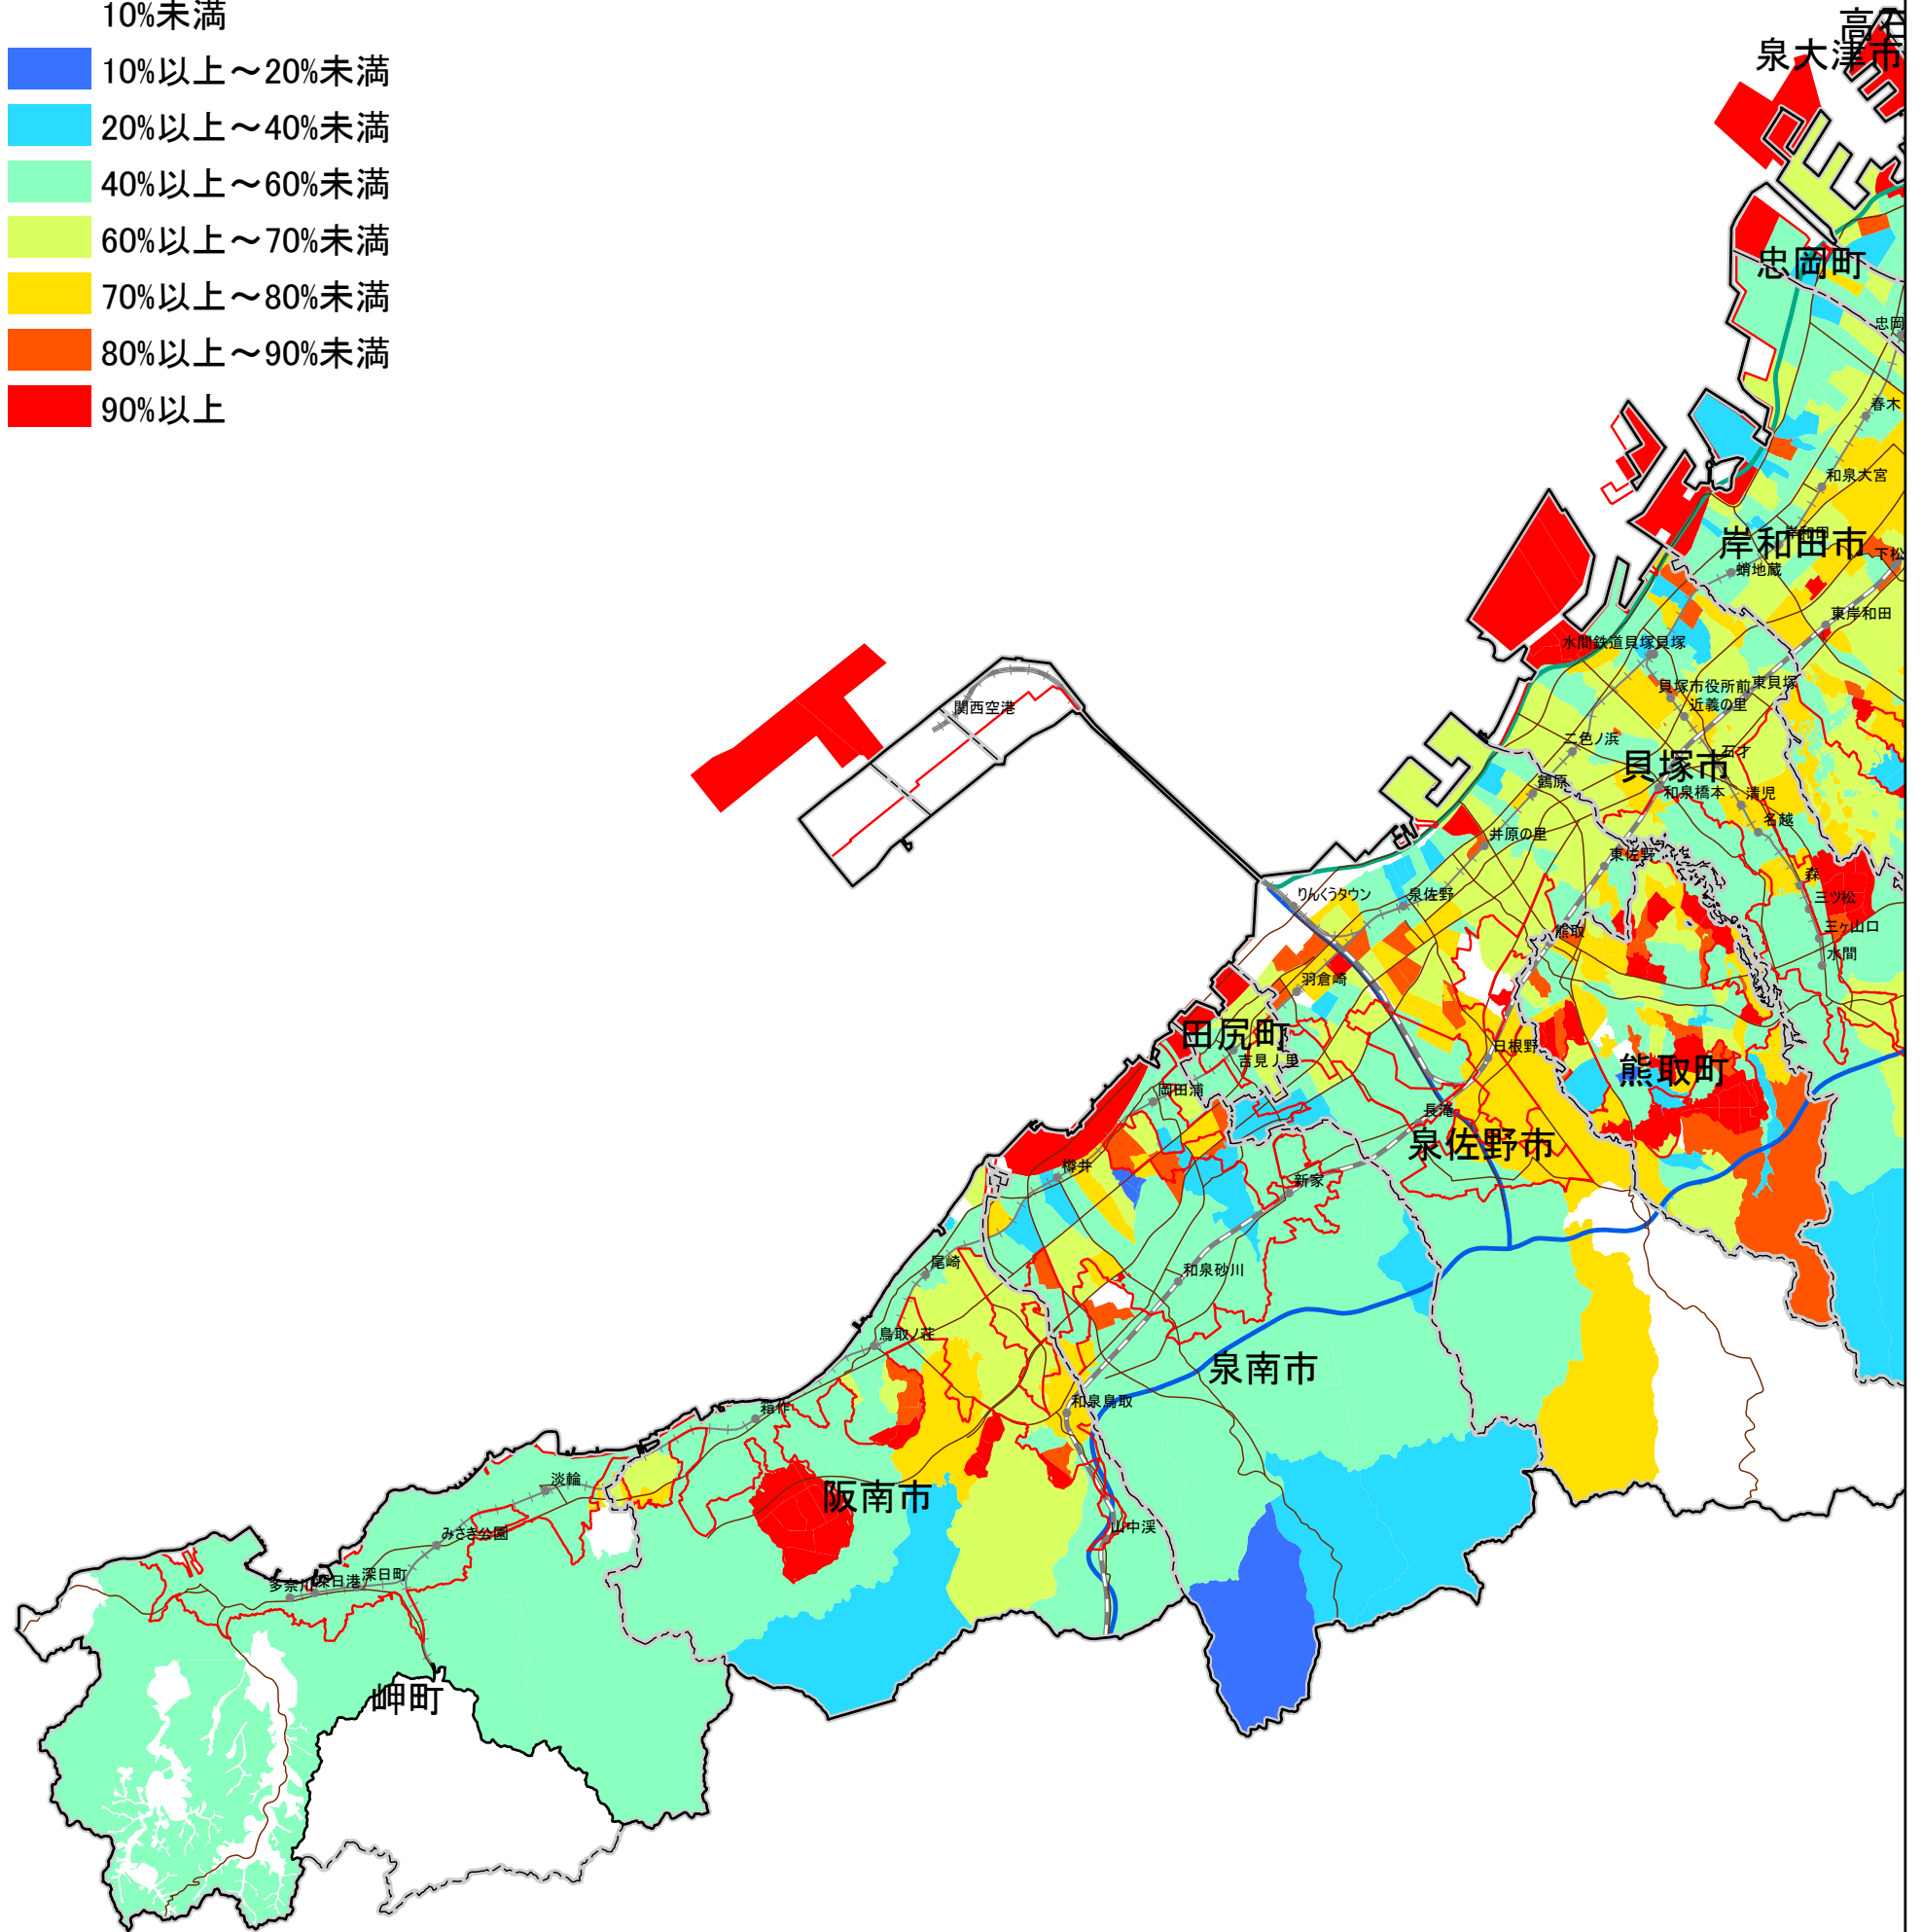 10%未満
10%以上～20%未満
20%以上～40%未満
40%以上～60%未満
60%以上～70%未満
70%以上～80%未満
80%以上～90%未満
90%以上
泉大津市
忠岡町
忠岡
春木
和泉大宮
岸和田
岸和田市
下松
蛸地蔵
東岸和田
水間鉄道貝塚貝塚
貝塚市役所前
東貝塚
近義の里
関西空港
二色ノ浜
石才
貝塚市
鶴原
和泉橋本
清児
名越
井原の里
東佐野
森
三ツ松
りんくうタウン
泉佐野
三ヶ山口
熊取
水間
羽倉崎
田尻町
吉見ノ里
日根野
熊取町
岡田浦
長滝
泉佐野市
樽井
新家
尾崎
和泉砂川
鳥取ノ荘
泉南市
箱作
和泉鳥取
淡輪
阪南市
山中渓
みさき公園
深日町
深日港
多奈川
岬町